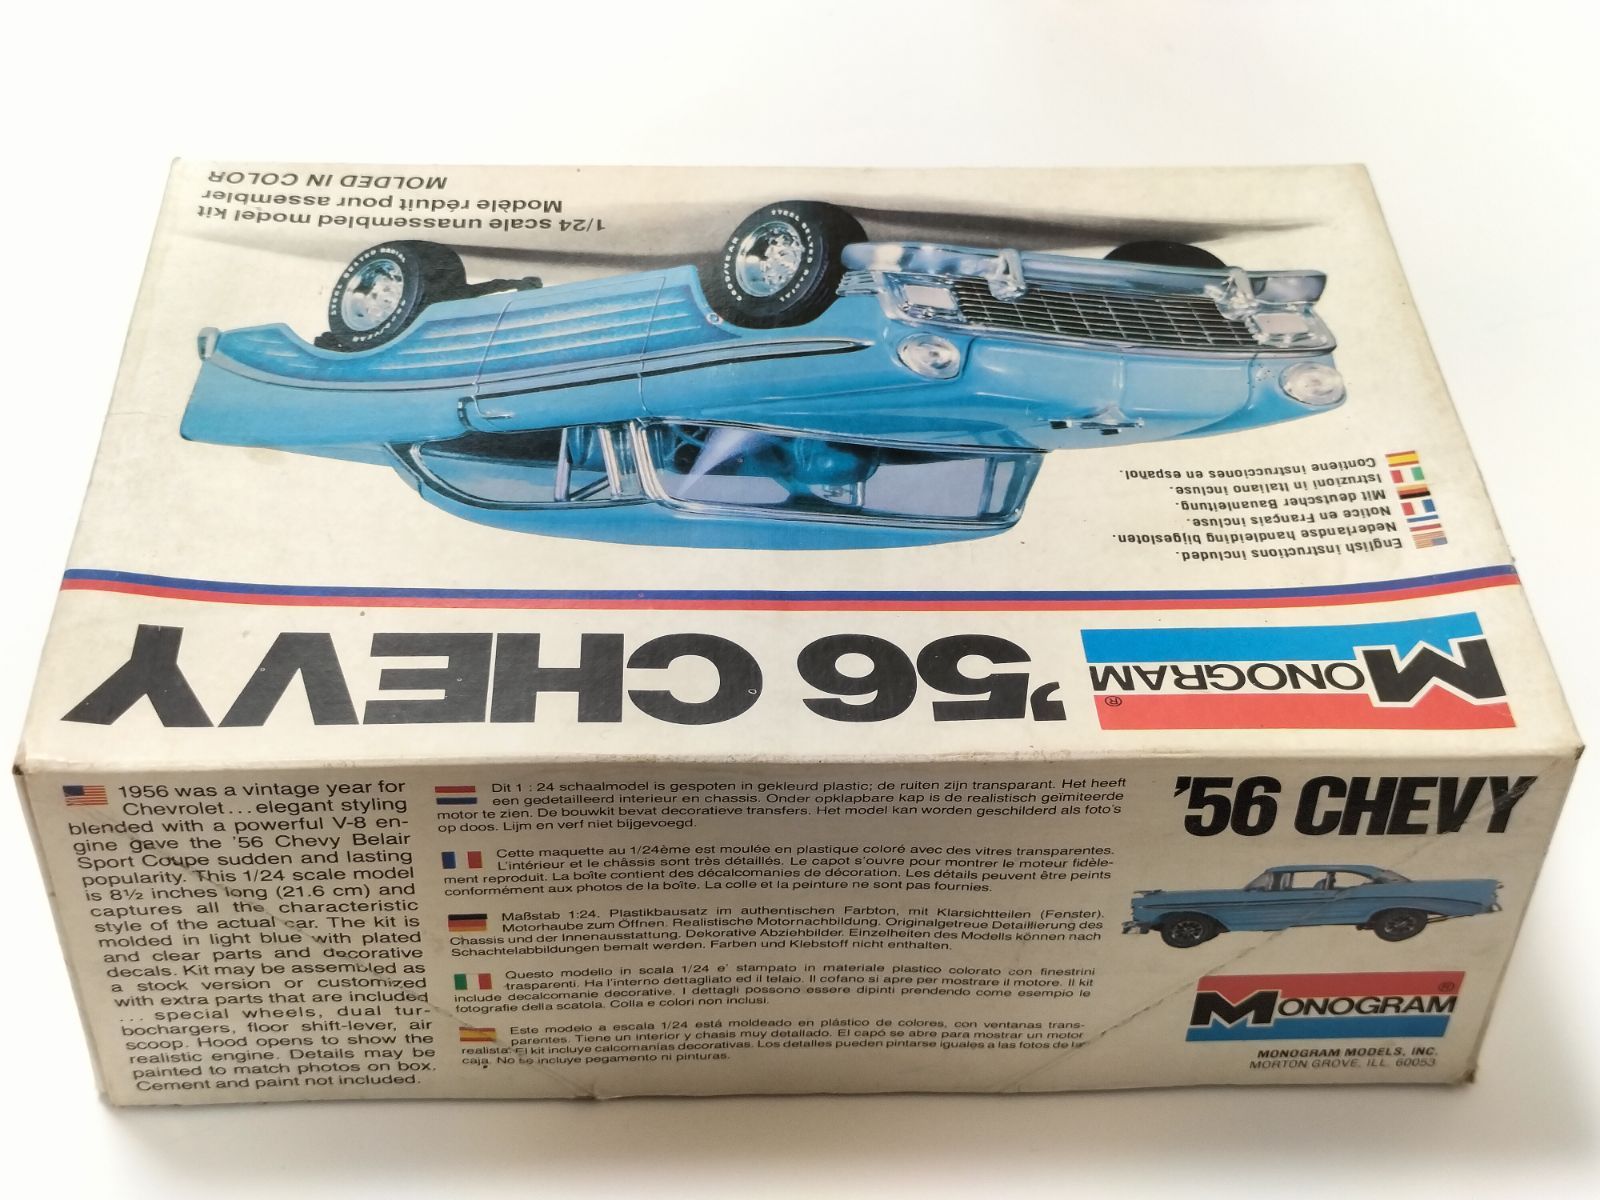 1/24 scale unassembled model kit
Modèle réduit pour assembler
MOLDED IN COLOR
GOODYEAR
STEEL BELTED RADIAL
STEEL BELTED RADIAL
GOODYEAR
English instructions included.
Nederlandse handleiding bijgesloten.
Notice en Français incluse.
Mit deutscher Bauanleitung.
Istruzioni in Italiano incluse.
Contiene instrucciones en español.
MONOGRAM®
'56 CHEVY
1956 was a vintage year for
Chevrolet... elegant styling
blended with a powerful V-8 en-
gine gave the '56 Chevy Belair
Sport Coupe sudden and lasting
popularity. This 1/24 scale model
is 8½ inches long (21.6 cm) and
captures all the characteristic
style of the actual car. The kit is
molded in light blue with plated
and clear parts and decorative
decals. Kit may be assembled as
a stock version or customized
with extra parts that are included
... special wheels, dual tur-
bochargers, floor shift-lever, air
scoop. Hood opens to show the
realistic engine. Details may be
painted to match photos on box.
Cement and paint not included.
Dit 1 : 24 schaalmodel is gespoten in gekleurd plastic; de ruiten zijn transparant. Het heeft
een gedetailleerd interieur en chassis. Onder opklapbare kap is de realistisch geïmiteerde
motor te zien. De bouwkit bevat decoratieve transfers. Het model kan worden geschilderd als foto's
op doos. Lijm en verf niet bijgevoegd.
Cette maquette au 1/24ème est moulée en plastique coloré avec des vitres transparentes.
L'intérieur et le châssis sont très détaillés. Le capot s'ouvre pour montrer le moteur fidèle-
ment reproduit. La boîte contient des décalcomanies de décoration. Les détails peuvent être peints
conformément aux photos de la boîte. La colle et la peinture ne sont pas fournies.
Maßstab 1:24. Plastikbausatz im authentischen Farbton, mit Klarsichtteilen (Fenster).
Motorhaube zum Öffnen. Realistische Motornachbildung. Originalgetreue Detaillierung des
Chassis und der Innenausstattung. Dekorative Abziehbilder. Einzelheiten des Modells können nach
Schachtelabbildungen bemalt werden. Farben und Klebstoff nicht enthalten.
Questo modello in scala 1/24 e' stampato in materiale plastico colorato con finestrini
trasparenti. Ha l'interno dettagliato ed il telaio. Il cofano si apre per mostrare il motore. Il kit
include decalcomanie decorative. I dettagli possono essere dipinti prendendo come esempio le
fotografie della scatola. Colla e colori non inclusi.
Este modelo a escala 1/24 está moldeado en plástico de colores, con ventanas trans-
parentes. Tiene un interior y chasis muy detallado. El capó se abre para mostrar un motor
realista. El kit incluye calcomanías decorativas. Los detalles pueden pintarse iguales a las fotos de la
caja. No se incluye pegamento ni pinturas.
'56 CHEVY
MONOGRAM®
MONOGRAM MODELS, INC.
MORTON GROVE, ILL. 60053